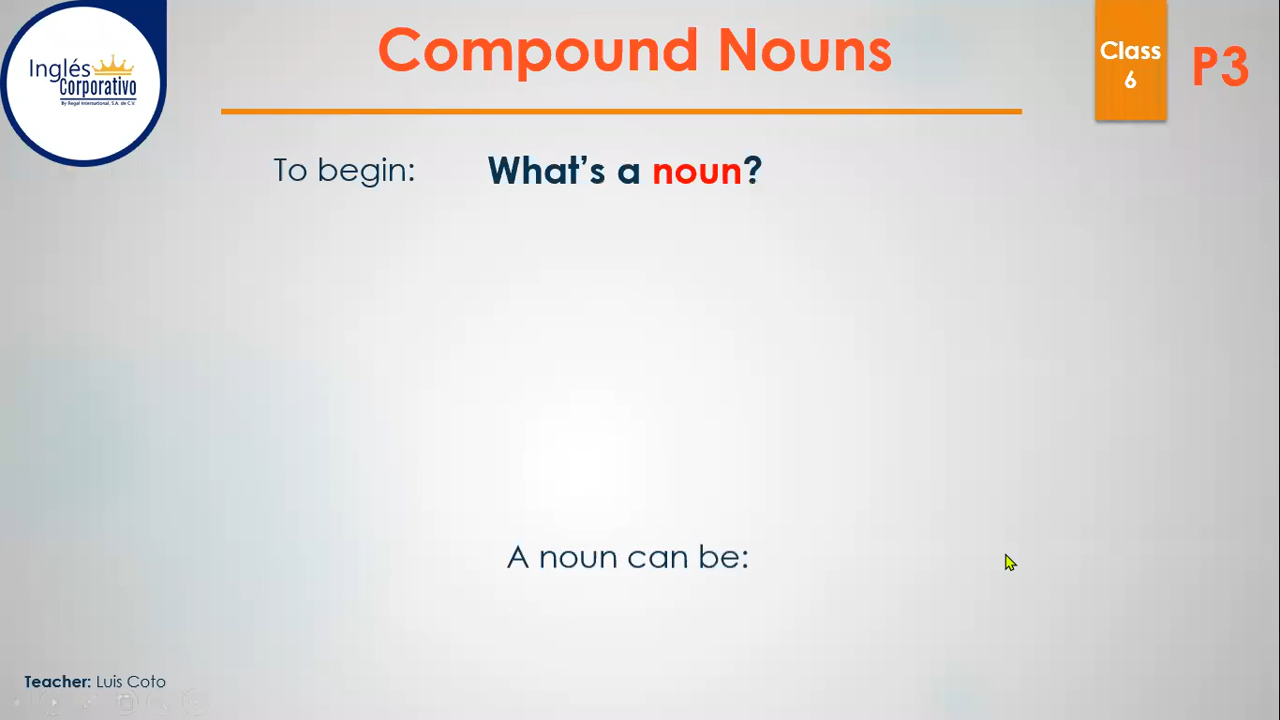 Compound Nouns
Class
6
P3
Inglés
Corporativo
By Regal International, S.A. de C.V.
To begin: What's a noun?
A noun can be:
Teacher: Luis Coto